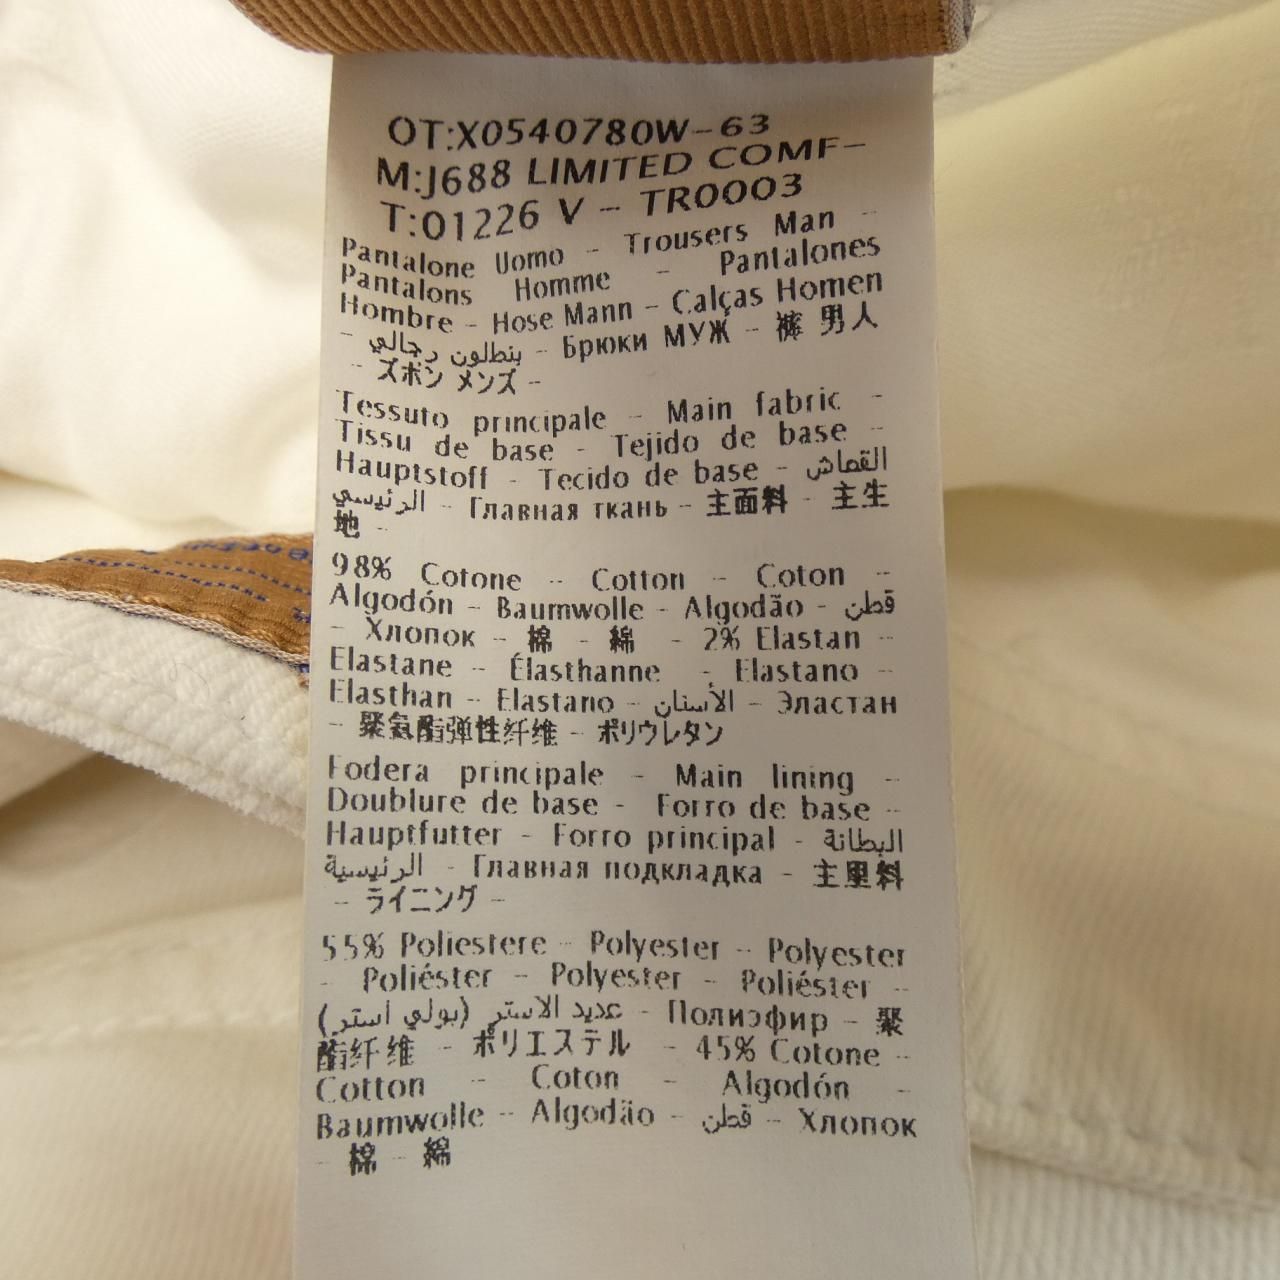 OT:X0540780W-63
M:J688 LIMITED COMF-
T:01226 V - TR0003
Pantalone Uomo - Trousers Man -
Pantalons Homme - Pantalones
Hombre - Hose Mann - Calças Homen
- بنطلون رجالي - Брюки МУЖ - 裤 男人
- ズボン メンズ -
Tessuto principale - Main fabric -
Tissu de base - Tejido de base -
Hauptstoff - Tecido de base - القماش
الرئيسي - Главная ткань - 主面料 - 主生
地 -
98% Cotone - Cotton - Coton -
Algodón - Baumwolle - Algodão - قطن
- Хлопок - 棉 - 綿 - 2% Elastan -
Elastane - Élasthanne - Elastano -
Elasthan - Elastano - الأستان - Эластан
- 聚氨酯弹性纤维 - ポリウレタン
Fodera principale - Main lining -
Doublure de base - Forro de base -
Hauptfutter - Forro principal - البطانة
الرئيسية - Главная подкладка - 主里料
- ライニング -
55% Poliestere - Polyester - Polyester
- Poliéster - Polyester - Poliéster -
عديد الاستر (بولي استر) - Полиэфир - 聚
酯纤维 - ポリエステル - 45% Cotone -
Cotton - Coton - Algodón -
Baumwolle - Algodão - قطن - Хлопок
- 棉 - 綿